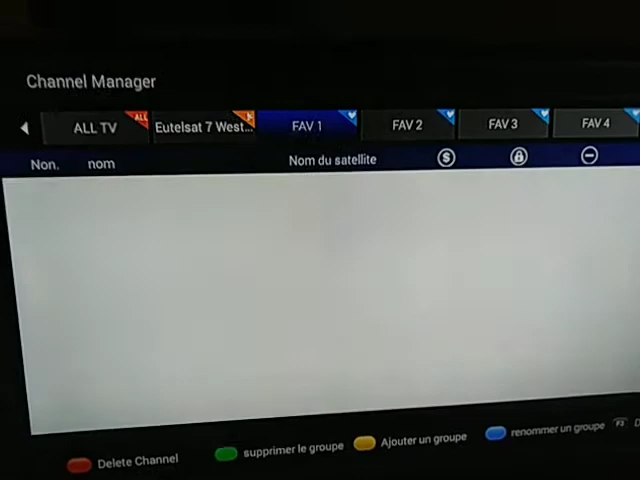 Channel Manager
ALL TV ALL Eutelsat 7 West... FAV 1 FAV 2 FAV 3 FAV 4
Non. nom Nom du satellite $
Delete Channel supprimer le groupe Ajouter un groupe renommer un groupe